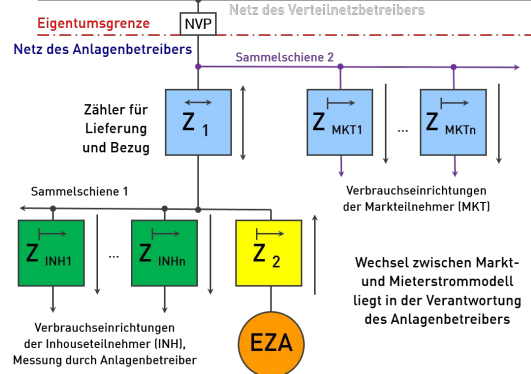 Netz des Verteilnetzbetreibers
Eigentumsgrenze
NVP
Netz des Anlagenbetreibers
Sammelschiene 2
Zähler für
Lieferung
und Bezug
Z 1
Z MKT1
...
Z MKTn
Verbrauchseinrichtungen
der Markteilnehmer (MKT)
Sammelschiene 1
Z INH1
...
Z INHn
Z 2
Wechsel zwischen Markt-
und Mieterstrommodell
liegt in der Verantwortung
des Anlagenbetreibers
Verbrauchseinrichtungen
der Inhouseteilnehmer (INH),
Messung durch Anlagenbetreiber
EZA